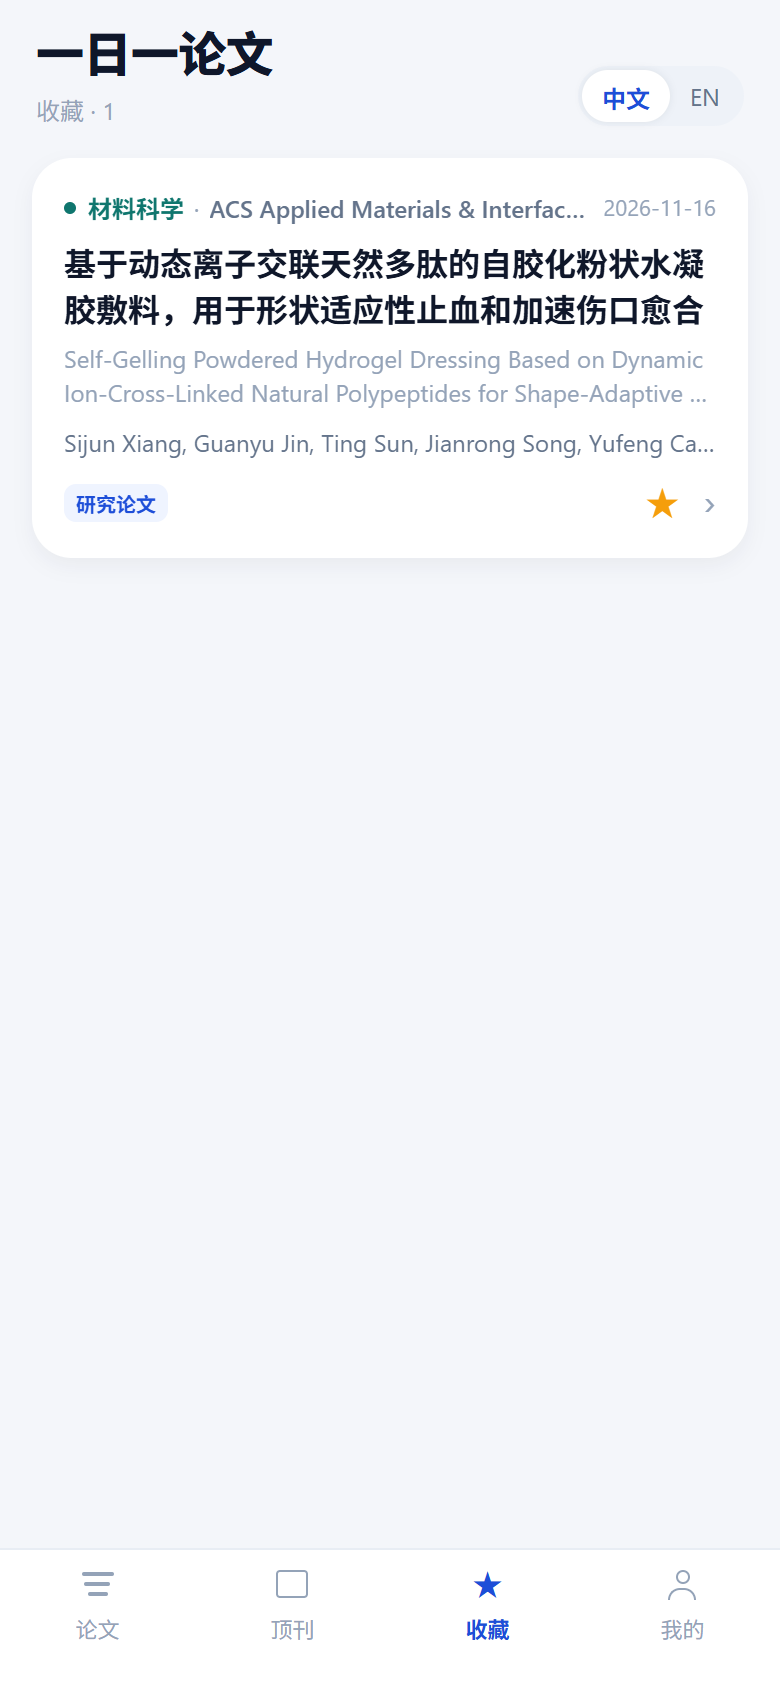 一日一论文
收藏 · 1
中文 EN
材料科学 · ACS Applied Materials & Interfac... 2026-11-16
基于动态离子交联天然多肽的自胶化粉状水凝
胶敷料，用于形状适应性止血和加速伤口愈合
Self-Gelling Powdered Hydrogel Dressing Based on Dynamic
Ion-Cross-Linked Natural Polypeptides for Shape-Adaptive ...
Sijun Xiang, Guanyu Jin, Ting Sun, Jianrong Song, Yufeng Ca...
研究论文
论文 顶刊 收藏 我的